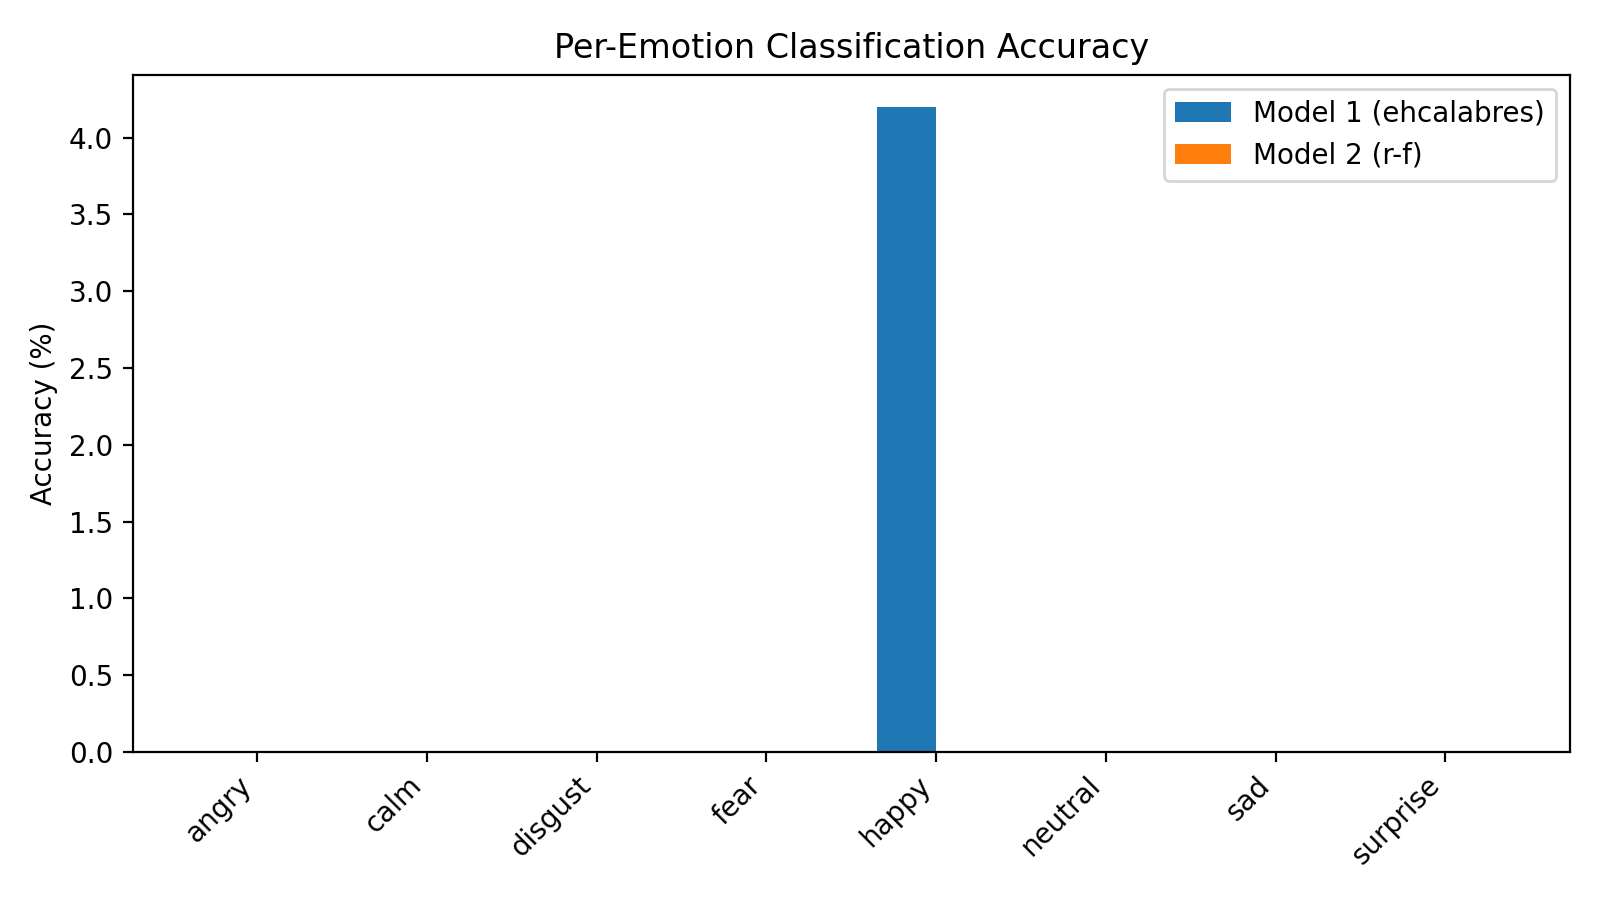 Per-Emotion Classification Accuracy
Model 1 (ehcalabres)
Model 2 (r-f)
Accuracy (%)
4.0
3.5
3.0
2.5
2.0
1.5
1.0
0.5
0.0
angry
calm
disgust
fear
happy
neutral
sad
surprise